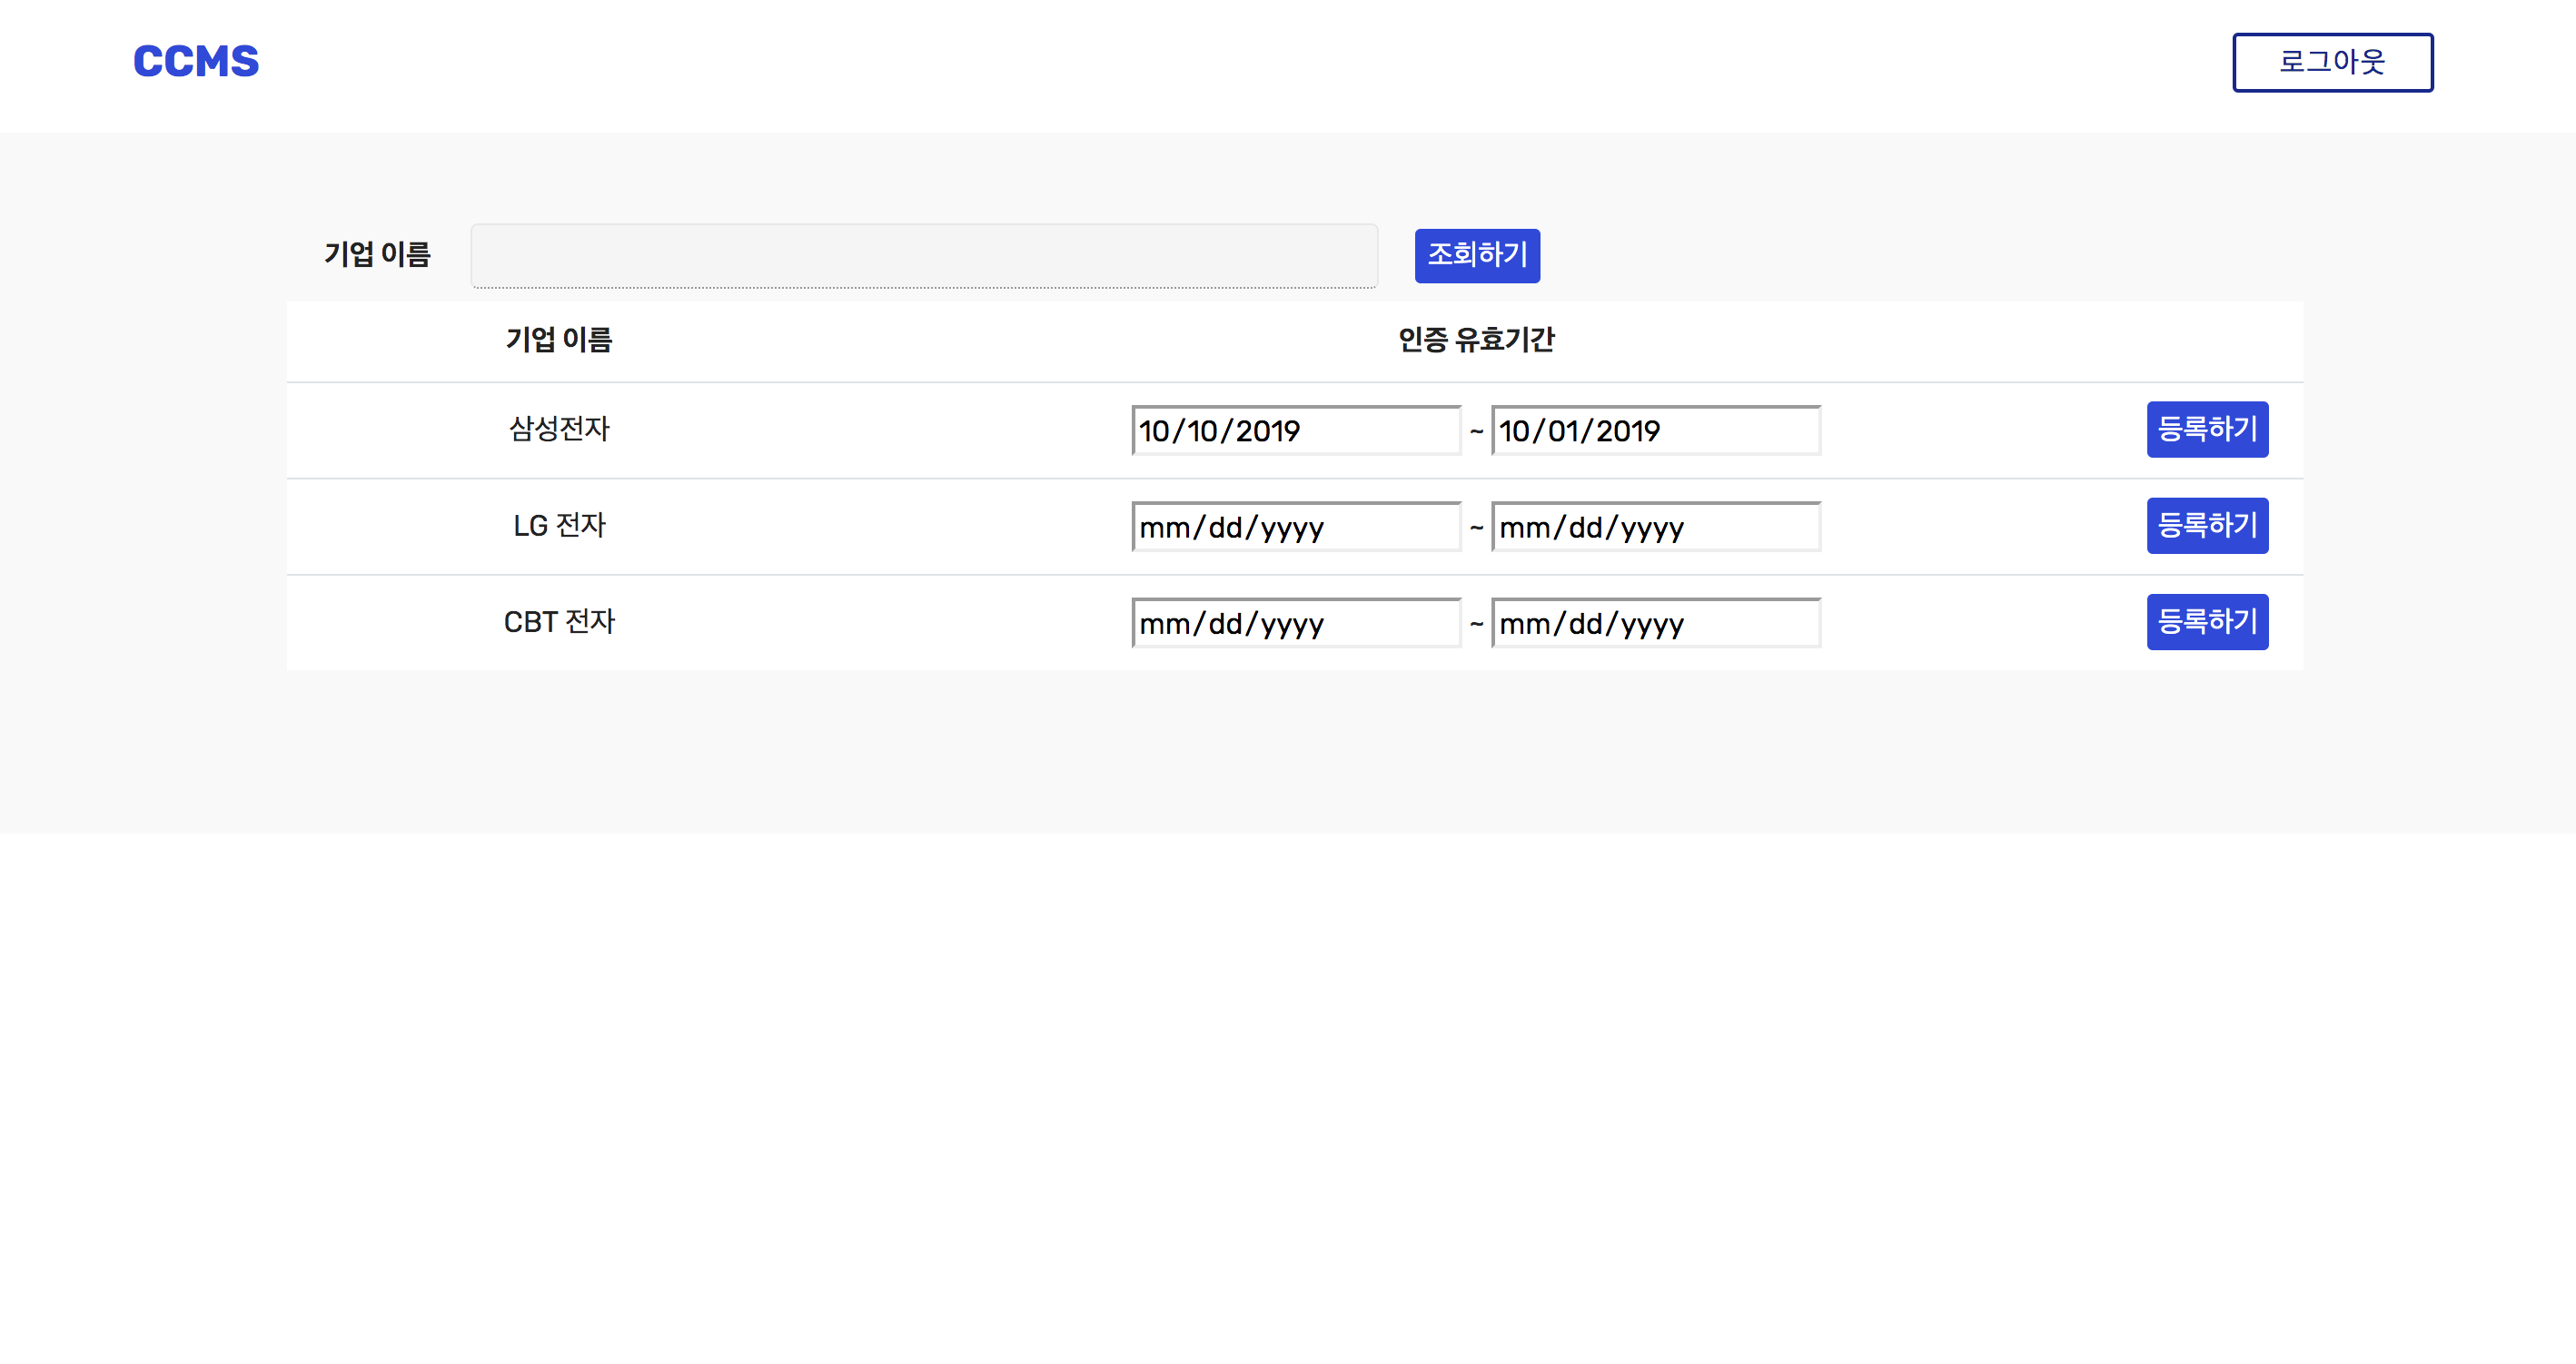 CCMS 로그아웃
기업 이름 조회하기
기업 이름 인증 유효기간
삼성전자 10/10/2019 ~ 10/01/2019 등록하기
LG 전자 mm/dd/yyyy ~ mm/dd/yyyy 등록하기
CBT 전자 mm/dd/yyyy ~ mm/dd/yyyy 등록하기